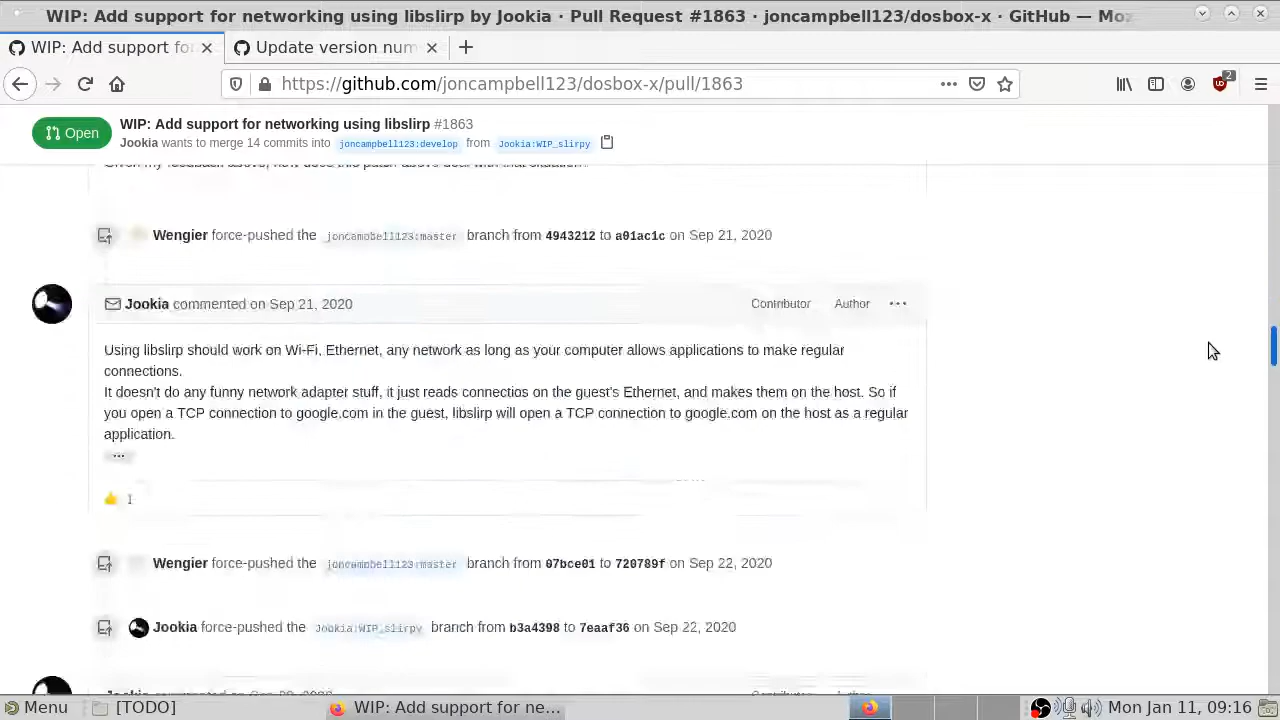 WIP: Add support for networking using libslirp by Jookia · Pull Request #1863 · joncampbell123/dosbox-x · GitHub — Moz
WIP: Add support fo
Update version num
https://github.com/joncampbell123/dosbox-x/pull/1863
2
Open
WIP: Add support for networking using libslirp #1863
Jookia wants to merge 14 commits into joncampbell123:develop from Jookia:WIP_slirpy
Wengier force-pushed the joncampbell123:master branch from 4943212 to a01ac1c on Sep 21, 2020
Jookia commented on Sep 21, 2020
Contributor Author
Using libslirp should work on Wi-Fi, Ethernet, any network as long as your computer allows applications to make regular
connections.
It doesn't do any funny network adapter stuff, it just reads connectios on the guest's Ethernet, and makes them on the host. So if
you open a TCP connection to google.com in the guest, libslirp will open a TCP connection to google.com on the host as a regular
application.
1
Wengier force-pushed the joncampbell123:master branch from 07bce01 to 720789f on Sep 22, 2020
Jookia force-pushed the Jookia:WIP_slirpy branch from b3a4398 to 7eaaf36 on Sep 22, 2020
Menu [TODO] WIP: Add support for ne... Mon Jan 11, 09:16